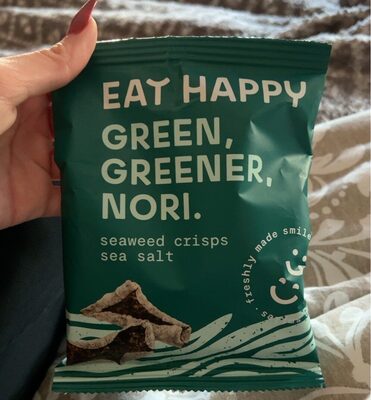 EAT HAPPY
GREEN,
GREENER,
NORI.
seaweed crisps
sea salt
freshly made smile